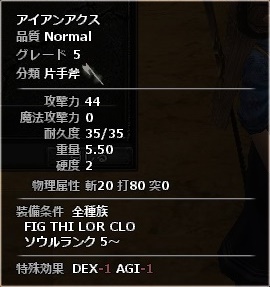 アイアンアクス
品質 Normal
グレード 5
分類 片手斧
攻撃力 44
魔法攻撃力 0
耐久度 35/35
重量 5.50
硬度 2
物理属性 斬20 打80 突0
装備条件 全種族
FIG THI LOR CLO
ソウルランク 5～
特殊効果 DEX-1 AGI-1